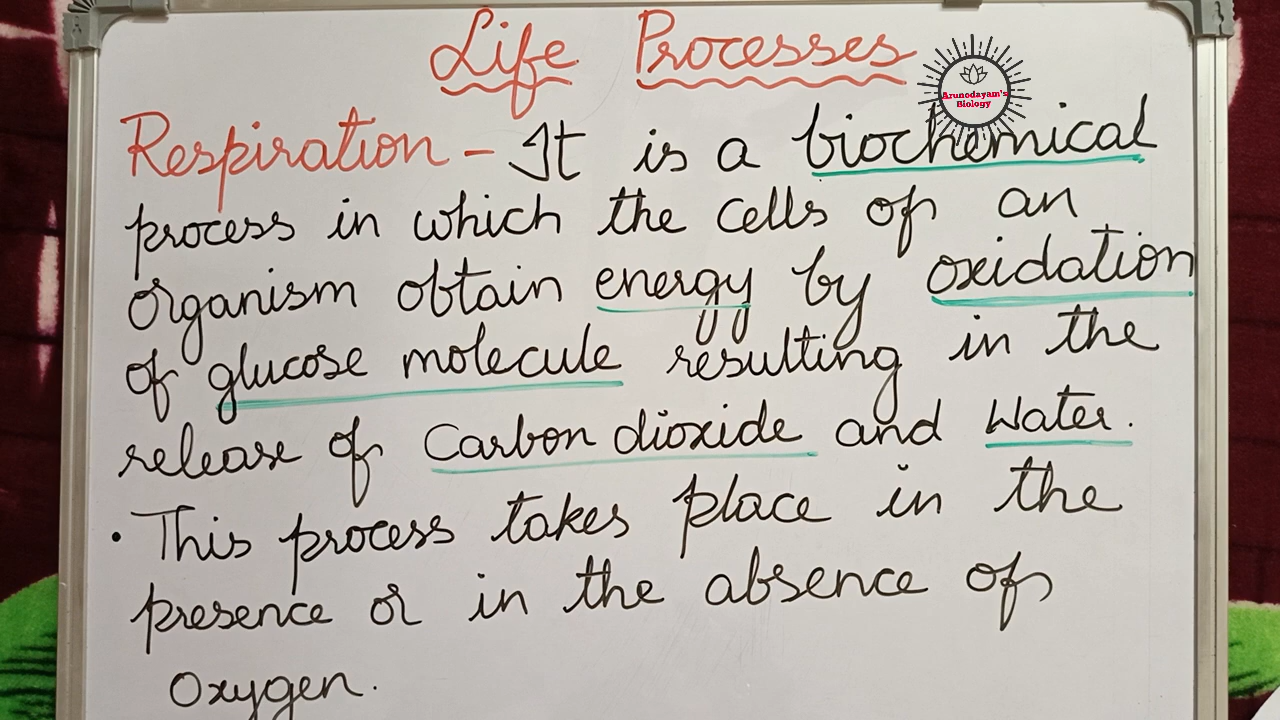 Life Processes
Arunodayam's
Biology
Respiration - It is a biochemical
process in which the cells of an
organism obtain energy by oxidation
of glucose molecule resulting in the
release of Carbon dioxide and Water.
• This process takes place in the
presence or in the absence of
Oxygen.